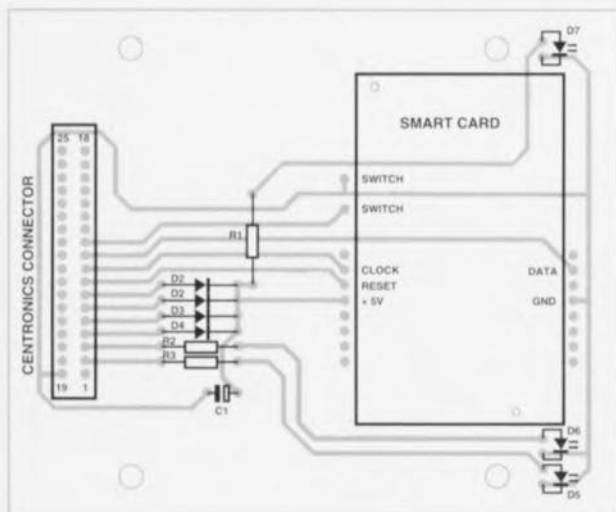 D7
25 18
SMART CARD
CENTRONICS CONNECTOR
SWITCH
SWITCH
R1
CLOCK
DATA
D2
RESET
D2
+ 5V
GND
D3
D4
R2
R3
19 1
C1
D6
D5